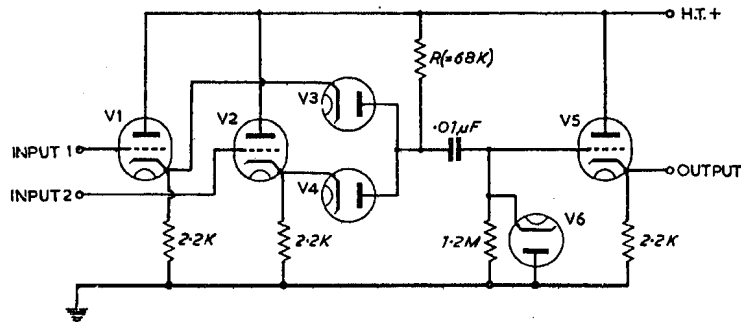 H.T.+
R(=68K)
V1
V2
V3
·01µF
V5
INPUT 1
INPUT 2
V4
OUTPUT
V6
2·2K
2·2K
1·2M
2·2K